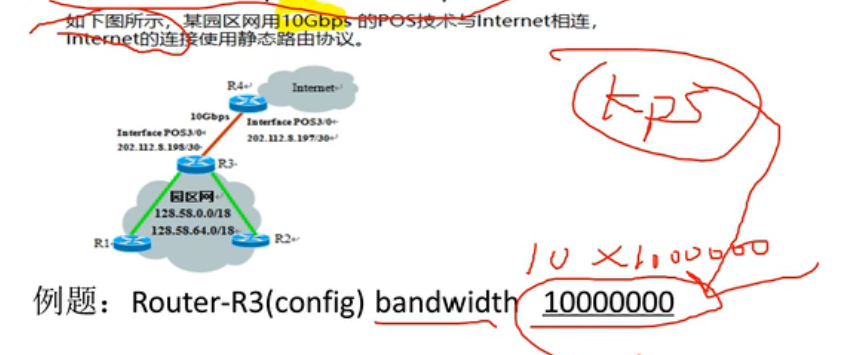 如下图所示，某园区网用10Gbps 的POS技术与Internet相连，
Internet的连接使用静态路由协议。
R4
Internet
10Gbps
Interface POS3/0
202.112.8.197/30
Interface POS3/0
202.112.8.198/30
R3
园区网
128.58.0.0/18
128.58.64.0/18
R1
R2
kps
10 X1000000
例题：Router-R3(config) bandwidth 10000000